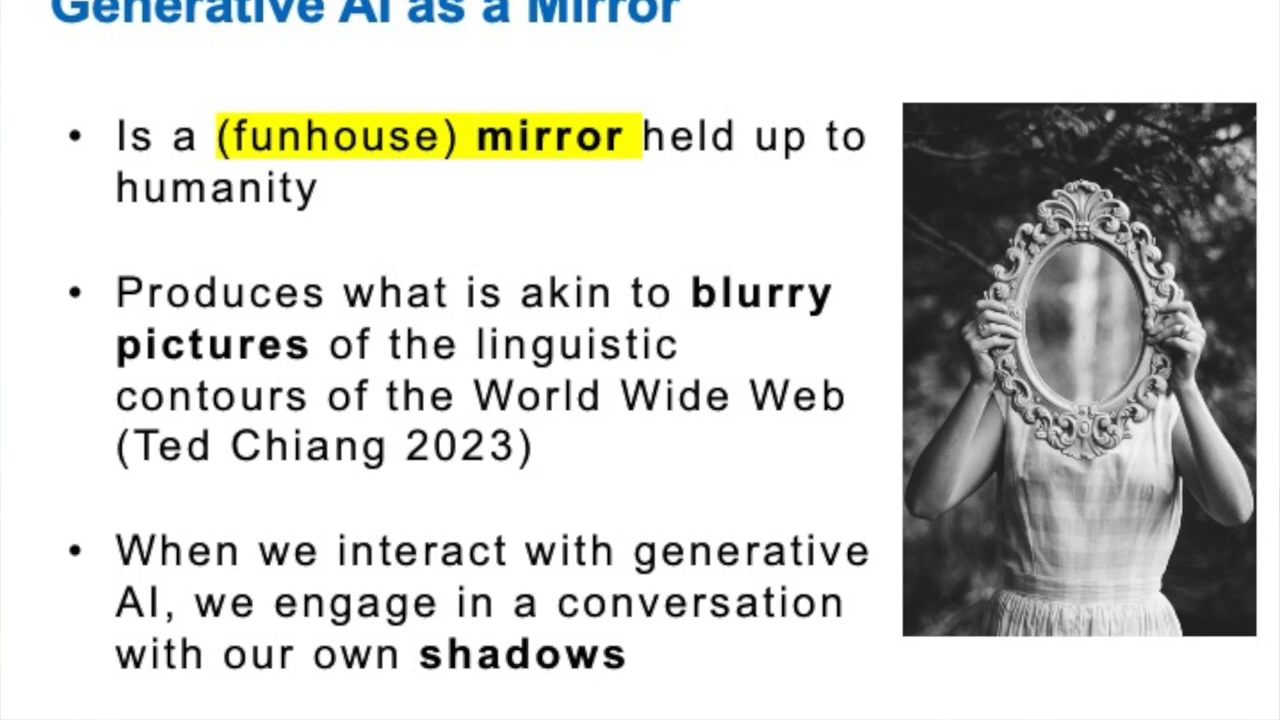 Generative AI as a Mirror
• Is a (funhouse) mirror held up to
humanity
• Produces what is akin to blurry
pictures of the linguistic
contours of the World Wide Web
(Ted Chiang 2023)
• When we interact with generative
AI, we engage in a conversation
with our own shadows